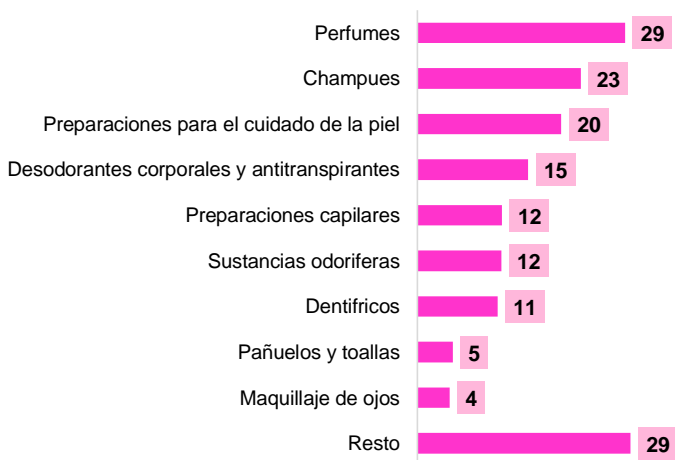 Perfumes 29
Champues 23
Preparaciones para el cuidado de la piel 20
Desodorantes corporales y antitranspirantes 15
Preparaciones capilares 12
Sustancias odoriferas 12
Dentifricos 11
Pañuelos y toallas 5
Maquillaje de ojos 4
Resto 29